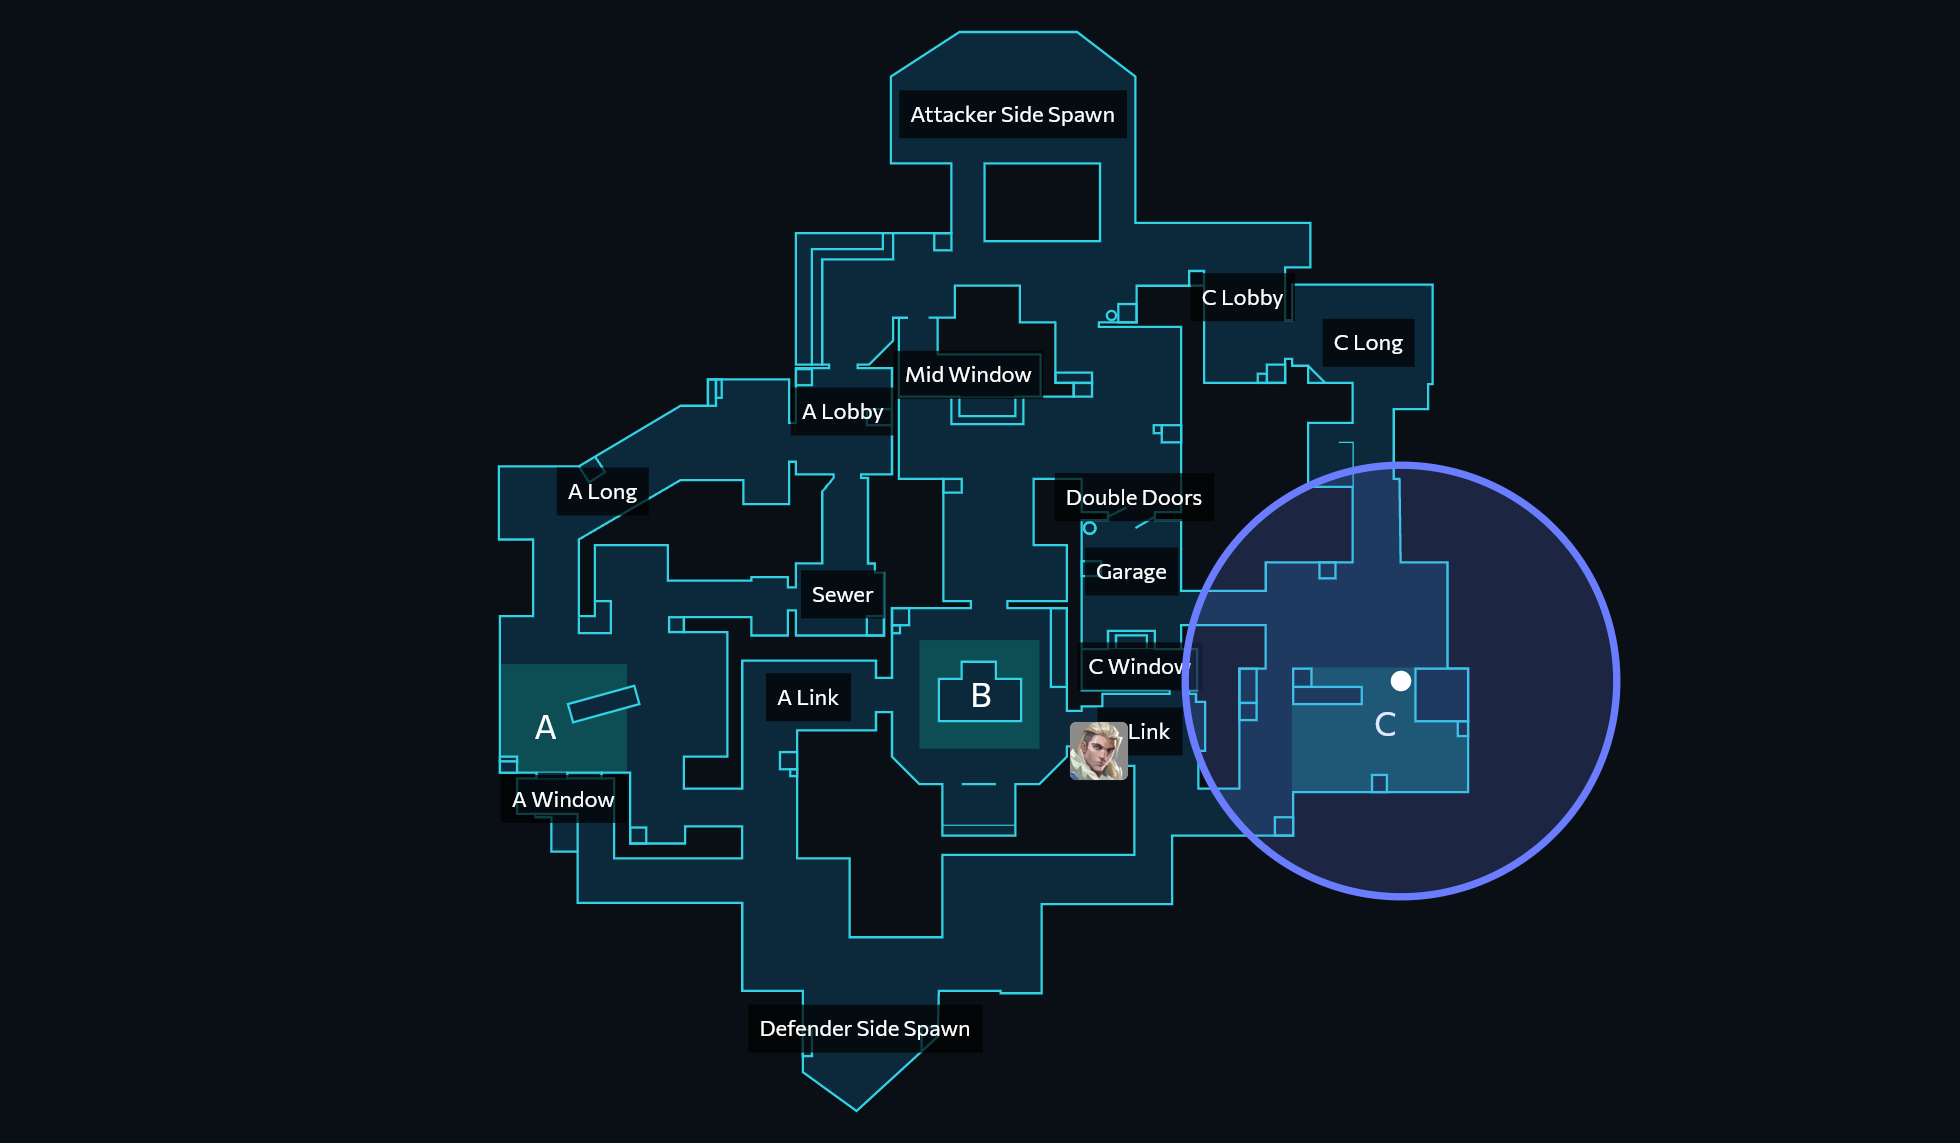 Attacker Side Spawn
C Lobby
C Long
Mid Window
A Lobby
A Long
Double Doors
Garage
Sewer
C Window
A Link
B
A
Link
C
A Window
Defender Side Spawn